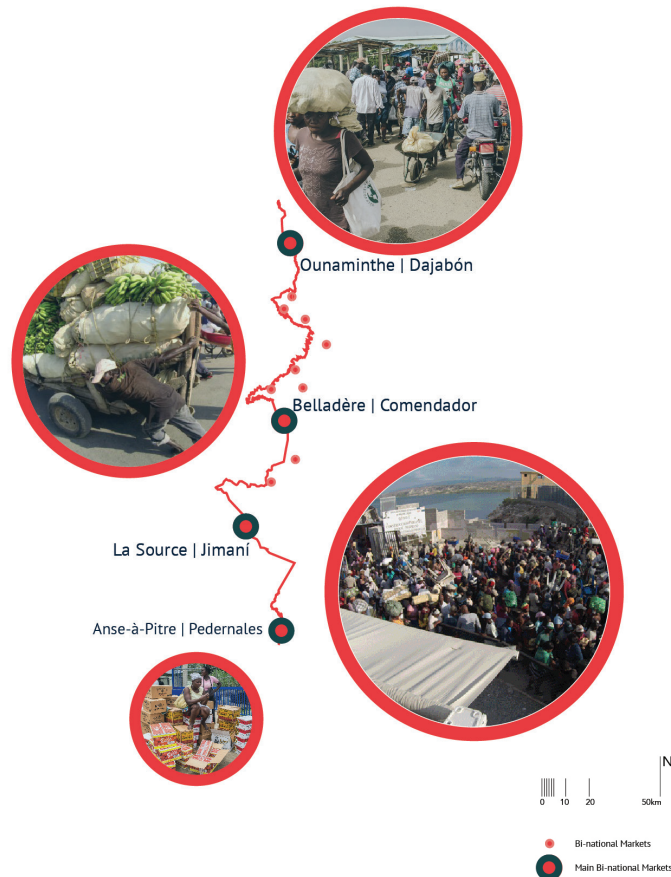 Ounaminthe | Dajabón
Belladère | Comendador
La Source | Jimaní
Anse-à-Pitre | Pedernales
N
0 10 20 50km
Bi-national Markets
Main Bi-national Markets